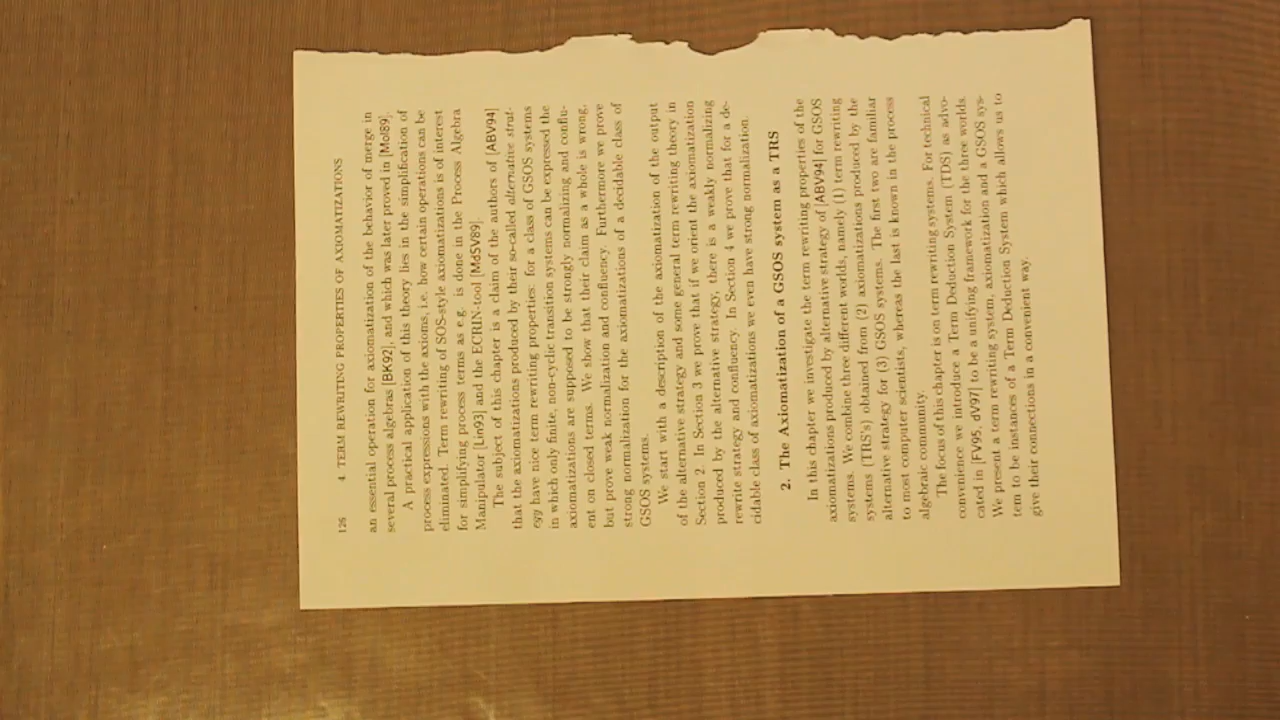 126 4 TERM REWRITING PROPERTIES OF AXIOMATIZATIONS
an essential operation for axiomatization of the behavior of merge in
several process algebras [BK92], and which was later proved in [Mol89].
A practical application of this theory lies in the simplification of
process expressions with the axioms, i.e. how certain operations can be
eliminated. Term rewriting of SOS-style axiomatizations is of interest
for simplifying process terms as e.g. is done in the Process Algebra
Manipulator [Lin93] and the ECRIN-tool [MdSV89].
The subject of this chapter is a claim of the authors of [ABV94]
that the axiomatizations produced by their so-called alternative strat-
egy have nice term rewriting properties: for a class of GSOS systems
in which only finite, non-cyclic transition systems can be expressed the
axiomatizations are supposed to be strongly normalizing and conflu-
ent on closed terms. We show that their claim as a whole is wrong,
but prove weak normalization and confluency. Furthermore we prove
strong normalization for the axiomatizations of a decidable class of
GSOS systems.
We start with a description of the axiomatization of the output
of the alternative strategy and some general term rewriting theory in
Section 2. In Section 3 we prove that if we orient the axiomatization
produced by the alternative strategy, there is a weakly normalizing
rewrite strategy and confluency. In Section 4 we prove that for a de-
cidable class of axiomatizations we even have strong normalization.
2. The Axiomatization of a GSOS system as a TRS
In this chapter we investigate the term rewriting properties of the
axiomatizations produced by alternative strategy of [ABV94] for GSOS
systems. We combine three different worlds, namely (1) term rewriting
systems (TRS's) obtained from (2) axiomatizations produced by the
alternative strategy for (3) GSOS systems. The first two are familiar
to most computer scientists, whereas the last is known in the process
algebraic community.
The focus of this chapter is on term rewriting systems. For technical
convenience we introduce a Term Deduction System (TDS) as advo-
cated in [FV95, dV97] to be a unifying framework for the three worlds.
We present a term rewriting system, axiomatization and a GSOS sys-
tem to be instances of a Term Deduction System which allows us to
give their connections in a convenient way.